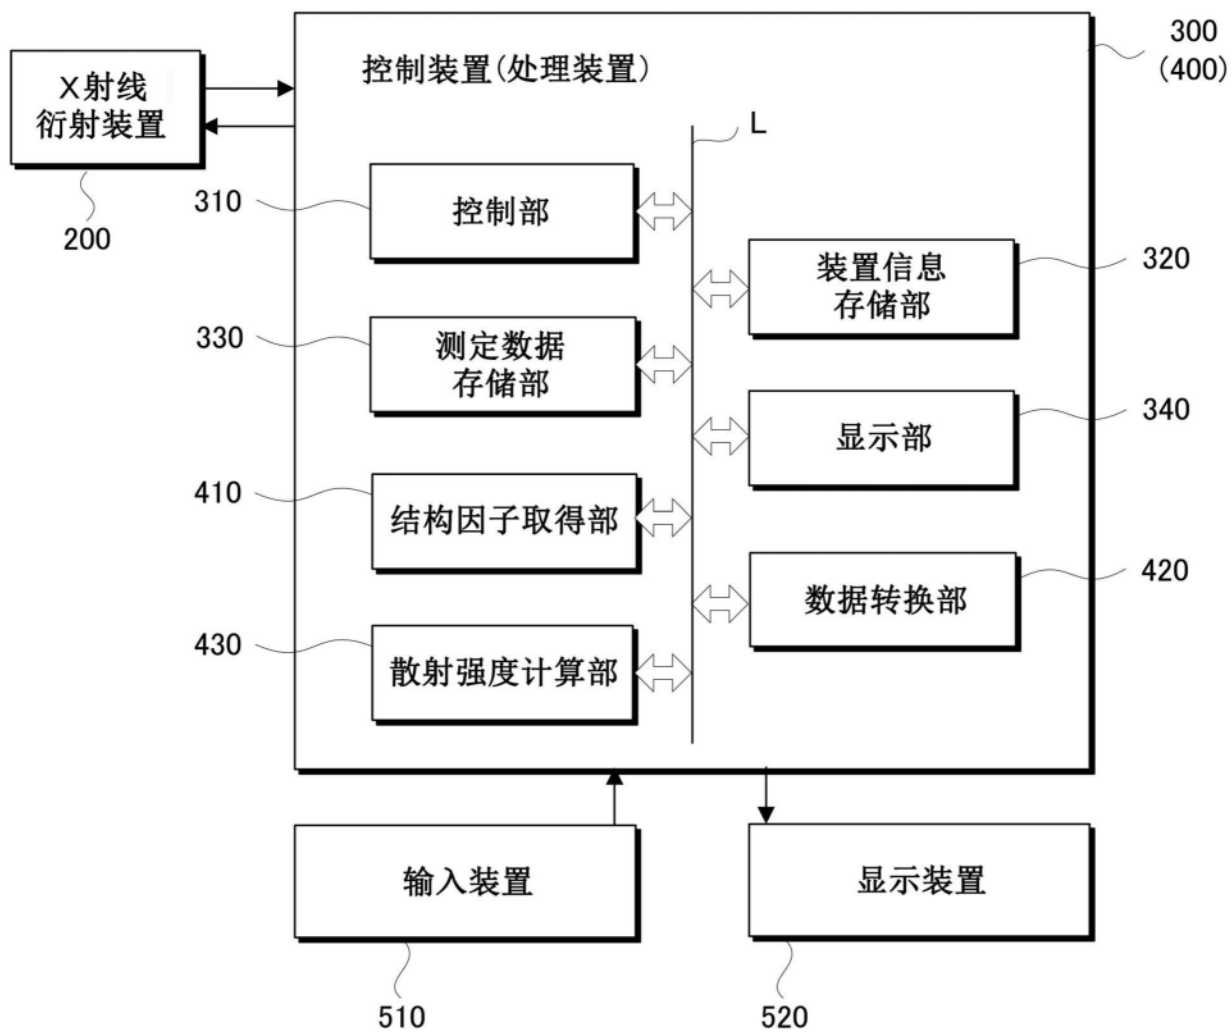 300
(400)
控制装置(处理装置)
X射线
衍射装置
200
L
310
控制部
装置信息
存储部
320
330
测定数据
存储部
显示部
340
410
结构因子取得部
数据转换部
420
430
散射强度计算部
输入装置
显示装置
510
520